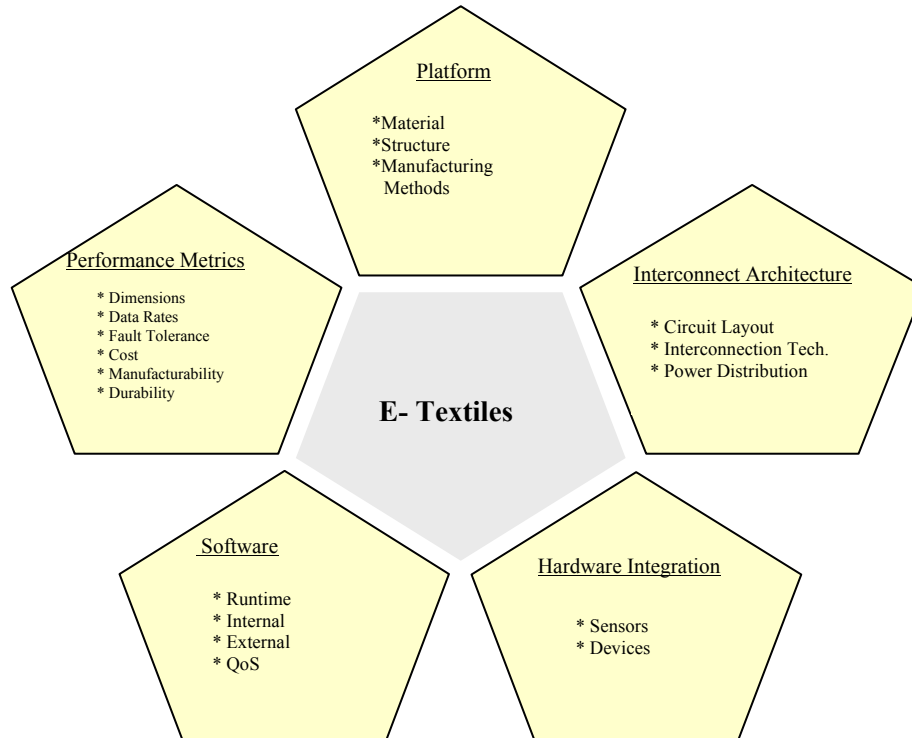 Platform
*Material
*Structure
*Manufacturing
Methods
Performance Metrics
* Dimensions
* Data Rates
* Fault Tolerance
* Cost
* Manufacturability
* Durability
Interconnect Architecture
* Circuit Layout
* Interconnection Tech.
* Power Distribution
E- Textiles
Software
* Runtime
* Internal
* External
* QoS
Hardware Integration
* Sensors
* Devices